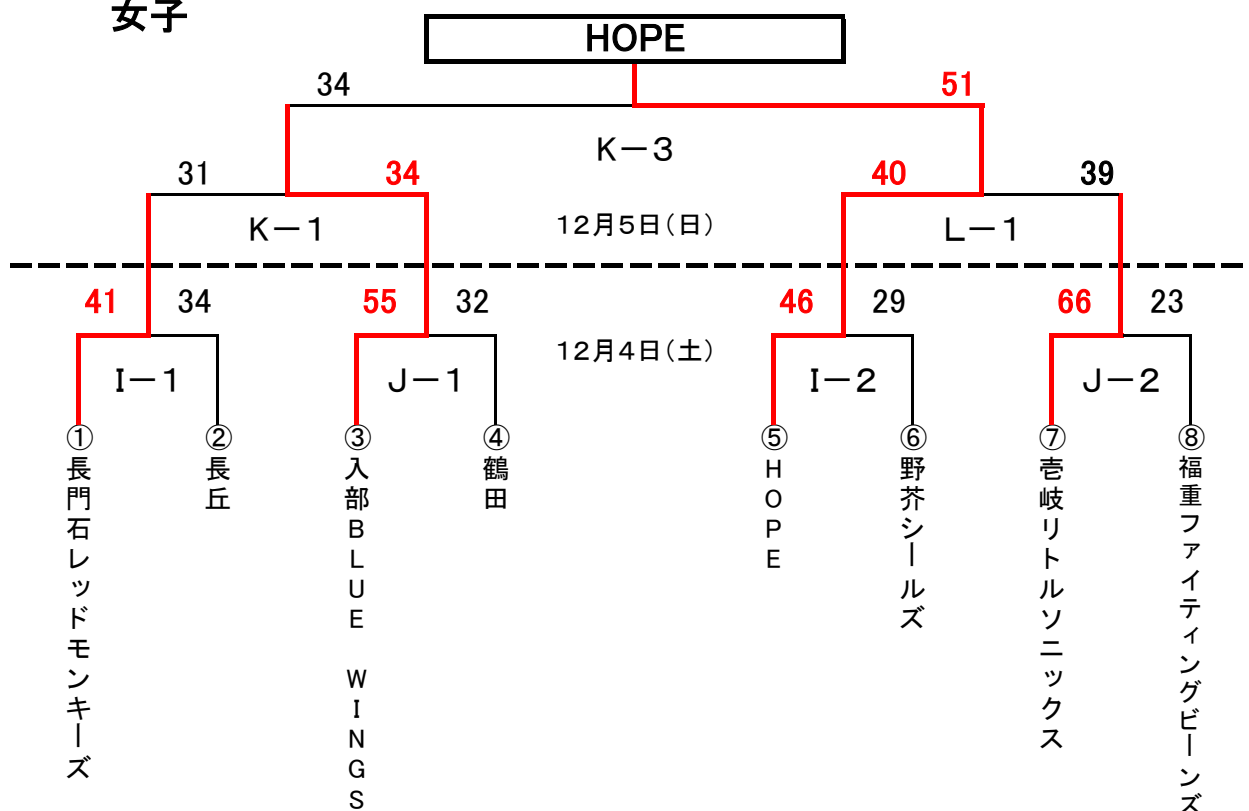 女子
HOPE
34
51
K－3
31
34
40
39
K－1
12月5日(日)
L－1
41
34
55
32
46
29
66
23
12月4日(土)
I－1
J－1
I－2
J－2
①長門石レッドモンキーズ
②長丘
③入部BLUE WINGS
④鶴田
⑤HOPE
⑥野芥シールズ
⑦壱岐リトルソニックス
⑧福重ファイティングビーンズ